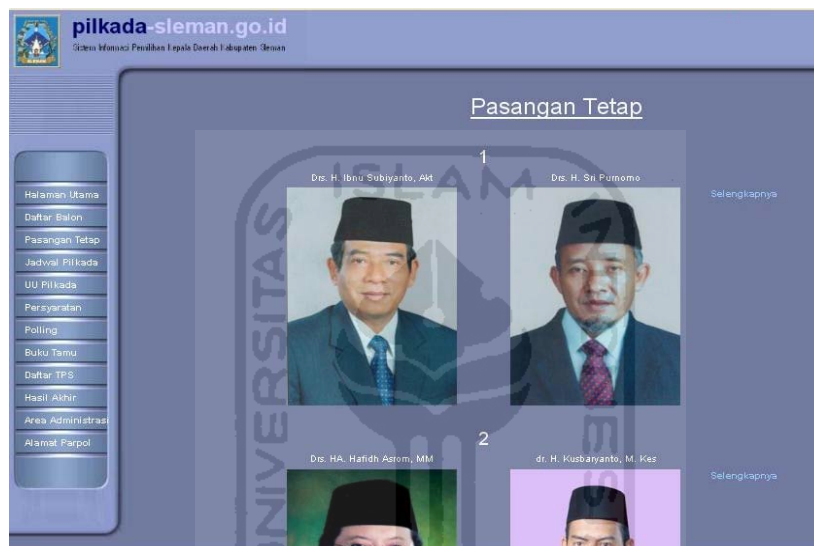 pilkada-sleman.go.id
Sistem Informasi Pemilihan Kepala Daerah Kabupaten Sleman
Pasangan Tetap
1
Drs. H. Ibnu Subiyanto, Akt
Drs. H. Sri Purnomo
Selengkapnya
Halaman Utama
Daftar Balon
Pasangan Tetap
Jadwal Pilkada
UU Pilkada
Persyaratan
Polling
Buku Tamu
Daftar TPS
Hasil Akhir
Area Administrasi
Alamat Parpol
2
Drs. HA. Hafidh Asrom, MM
dr. H. Kusbaryanto, M. Kes
Selengkapnya
ISLAM
UNIVERSITAS